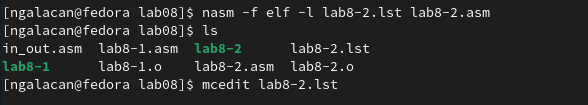 [ngalacan@fedora lab08]$ nasm -f elf -l lab8-2.lst lab8-2.asm
[ngalacan@fedora lab08]$ ls
in_out.asm  lab8-1.asm  lab8-2      lab8-2.lst
lab8-1      lab8-1.o    lab8-2.asm  lab8-2.o
[ngalacan@fedora lab08]$ mcedit lab8-2.lst